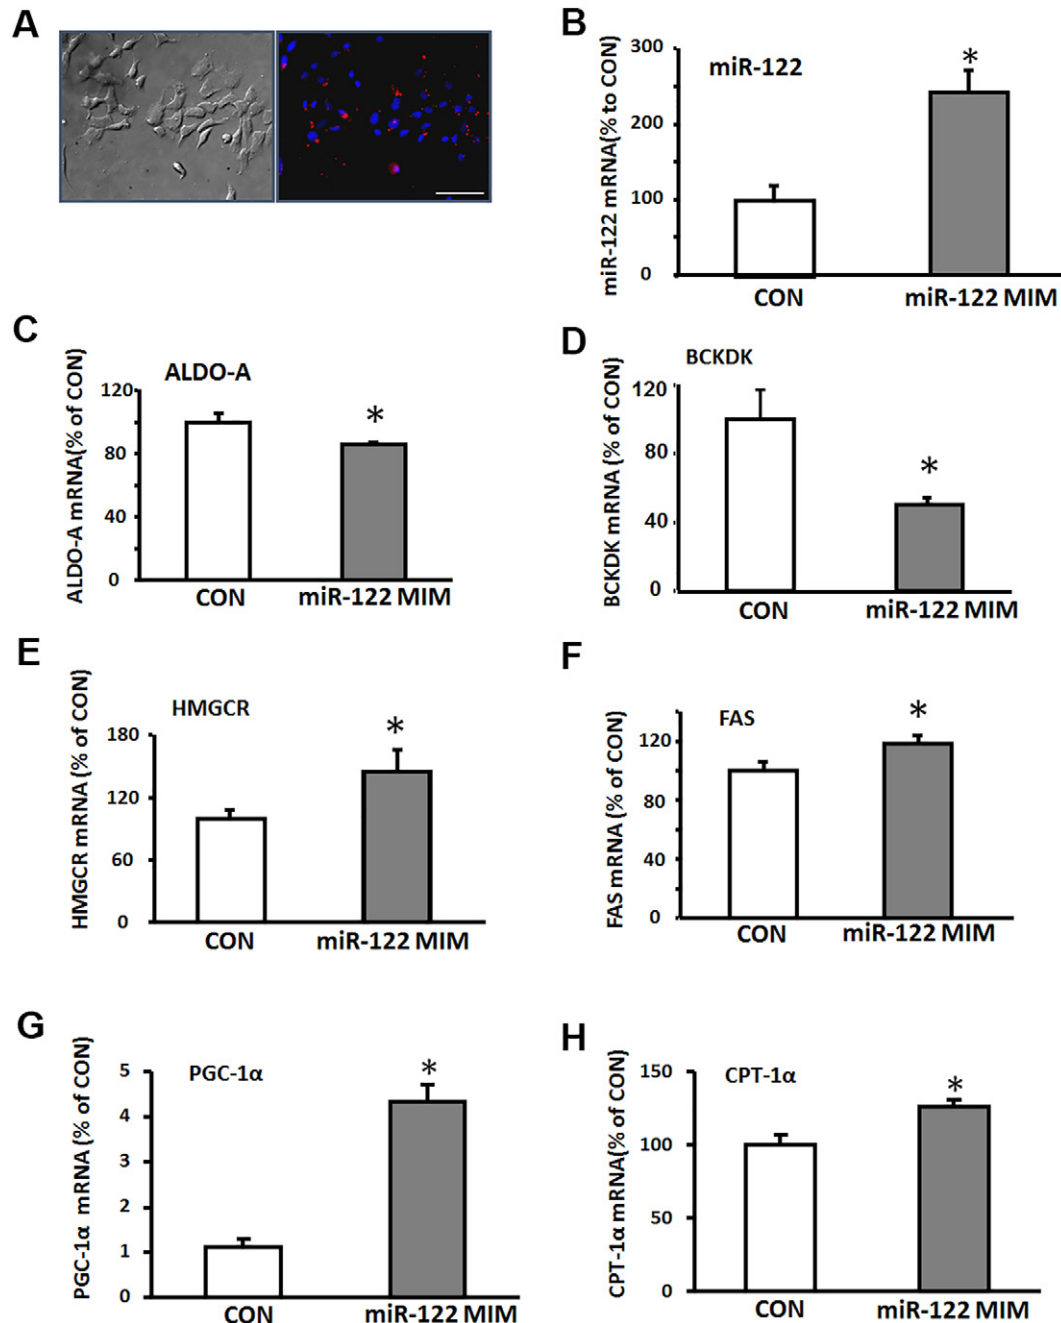 A
B
miR-122 mRNA(% to CON)
300
200
100
0
miR-122
*
CON
miR-122 MIM
C
ALDO-A mRNA(% of CON)
120
80
40
0
ALDO-A
*
CON
miR-122 MIM
D
BCKDK mRNA (% of CON)
120
80
40
0
BCKDK
*
CON
miR-122 MIM
E
HMGCR mRNA (% of CON)
180
120
60
0
HMGCR
*
CON
miR-122 MIM
F
FAS mRNA (% of CON)
120
80
40
0
FAS
*
CON
miR-122 MIM
G
PGC-1α mRNA (% of CON)
5
4
3
2
1
0
PGC-1α
*
CON
miR-122 MIM
H
CPT-1α mRNA(% of CON)
150
100
50
0
CPT-1α
*
CON
miR-122 MIM